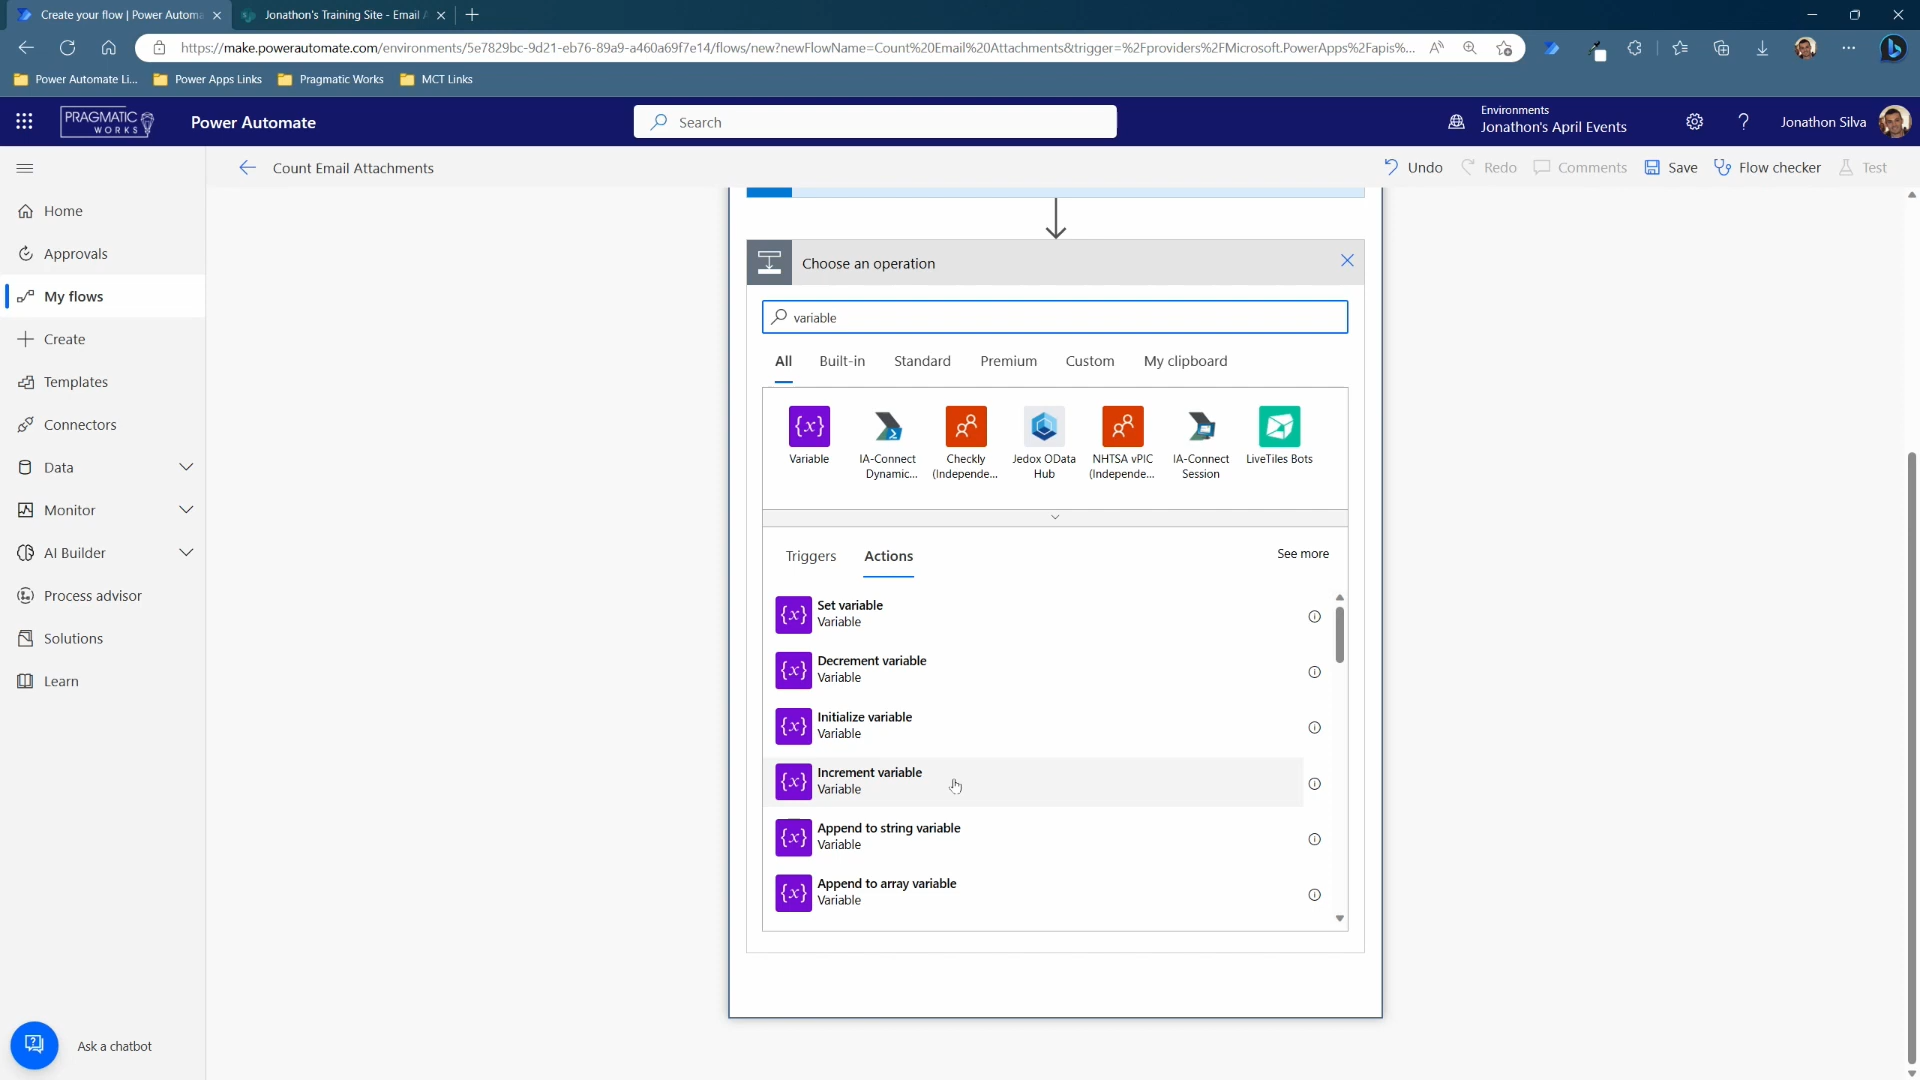 Create your flow | Power Automa
Jonathon's Training Site - Email A
https://make.powerautomate.com/environments/5e7829bc-9d21-eb76-89a9-a460a69f7e14/flows/new?newFlowName=Count%20Email%20Attachments&trigger=%2Fproviders%2FMicrosoft.PowerApps%2Fapis%...
Power Automate Li...
Power Apps Links
Pragmatic Works
MCT Links
PRAGMATIC
WORKS
Power Automate
Search
Environments
Jonathon's April Events
?
Jonathon Silva
Count Email Attachments
Undo
Redo
Comments
Save
Flow checker
Test
Home
Approvals
My flows
Create
Templates
Connectors
Data
Monitor
AI Builder
Process advisor
Solutions
Learn
Ask a chatbot
Choose an operation
variable
All
Built-in
Standard
Premium
Custom
My clipboard
{x}
Variable
IA-Connect
Dynamic...
Checkly
(Independe...
Jedox OData
Hub
NHTSA vPIC
(Independe...
IA-Connect
Session
LiveTiles Bots
Triggers
Actions
See more
{x}
Set variable
Variable
{x}
Decrement variable
Variable
{x}
Initialize variable
Variable
{x}
Increment variable
Variable
{x}
Append to string variable
Variable
{x}
Append to array variable
Variable